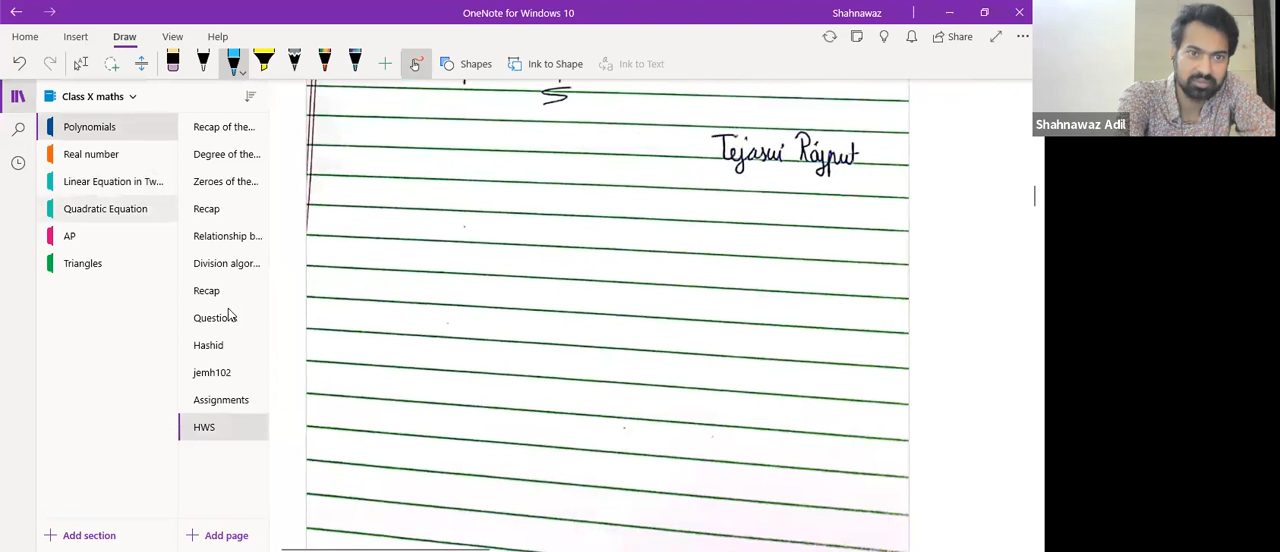 OneNote for Windows 10
Shahnawaz
Home
Insert
Draw
View
Help
Share
Shapes
Ink to Shape
Ink to Text
Class X maths
Polynomials
Real number
Linear Equation in Tw...
Quadratic Equation
AP
Triangles
Add section
Recap of the...
Degree of the...
Zeroes of the...
Recap
Relationship b...
Division algor...
Recap
Questions
Hashid
jemh102
Assignments
HWS
Add page
Tejasvi Rajput
Shahnawaz Adil